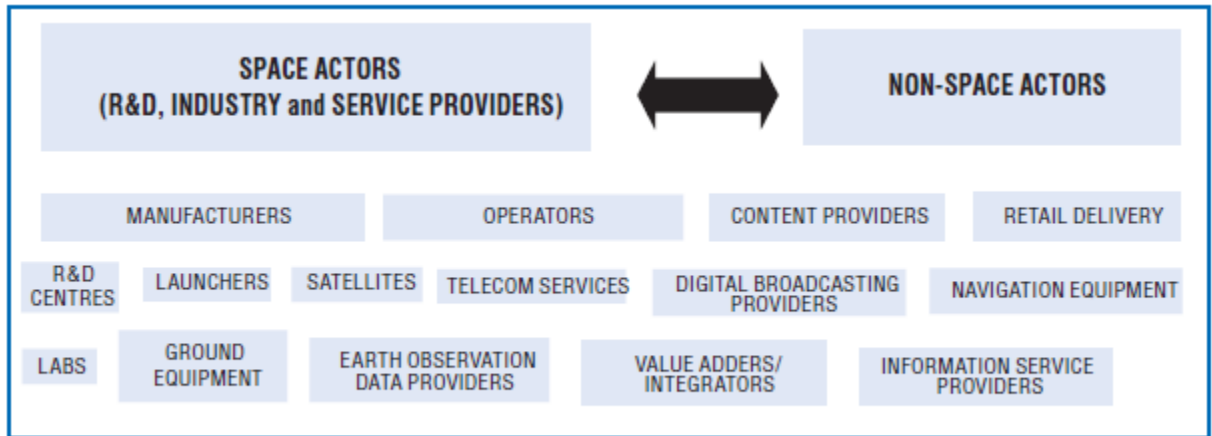 SPACE ACTORS
(R&D, INDUSTRY and SERVICE PROVIDERS)
NON-SPACE ACTORS
MANUFACTURERS
OPERATORS
CONTENT PROVIDERS
RETAIL DELIVERY
R&D
CENTRES
LAUNCHERS
SATELLITES
TELECOM SERVICES
DIGITAL BROADCASTING
PROVIDERS
NAVIGATION EQUIPMENT
LABS
GROUND
EQUIPMENT
EARTH OBSERVATION
DATA PROVIDERS
VALUE ADDERS/
INTEGRATORS
INFORMATION SERVICE
PROVIDERS